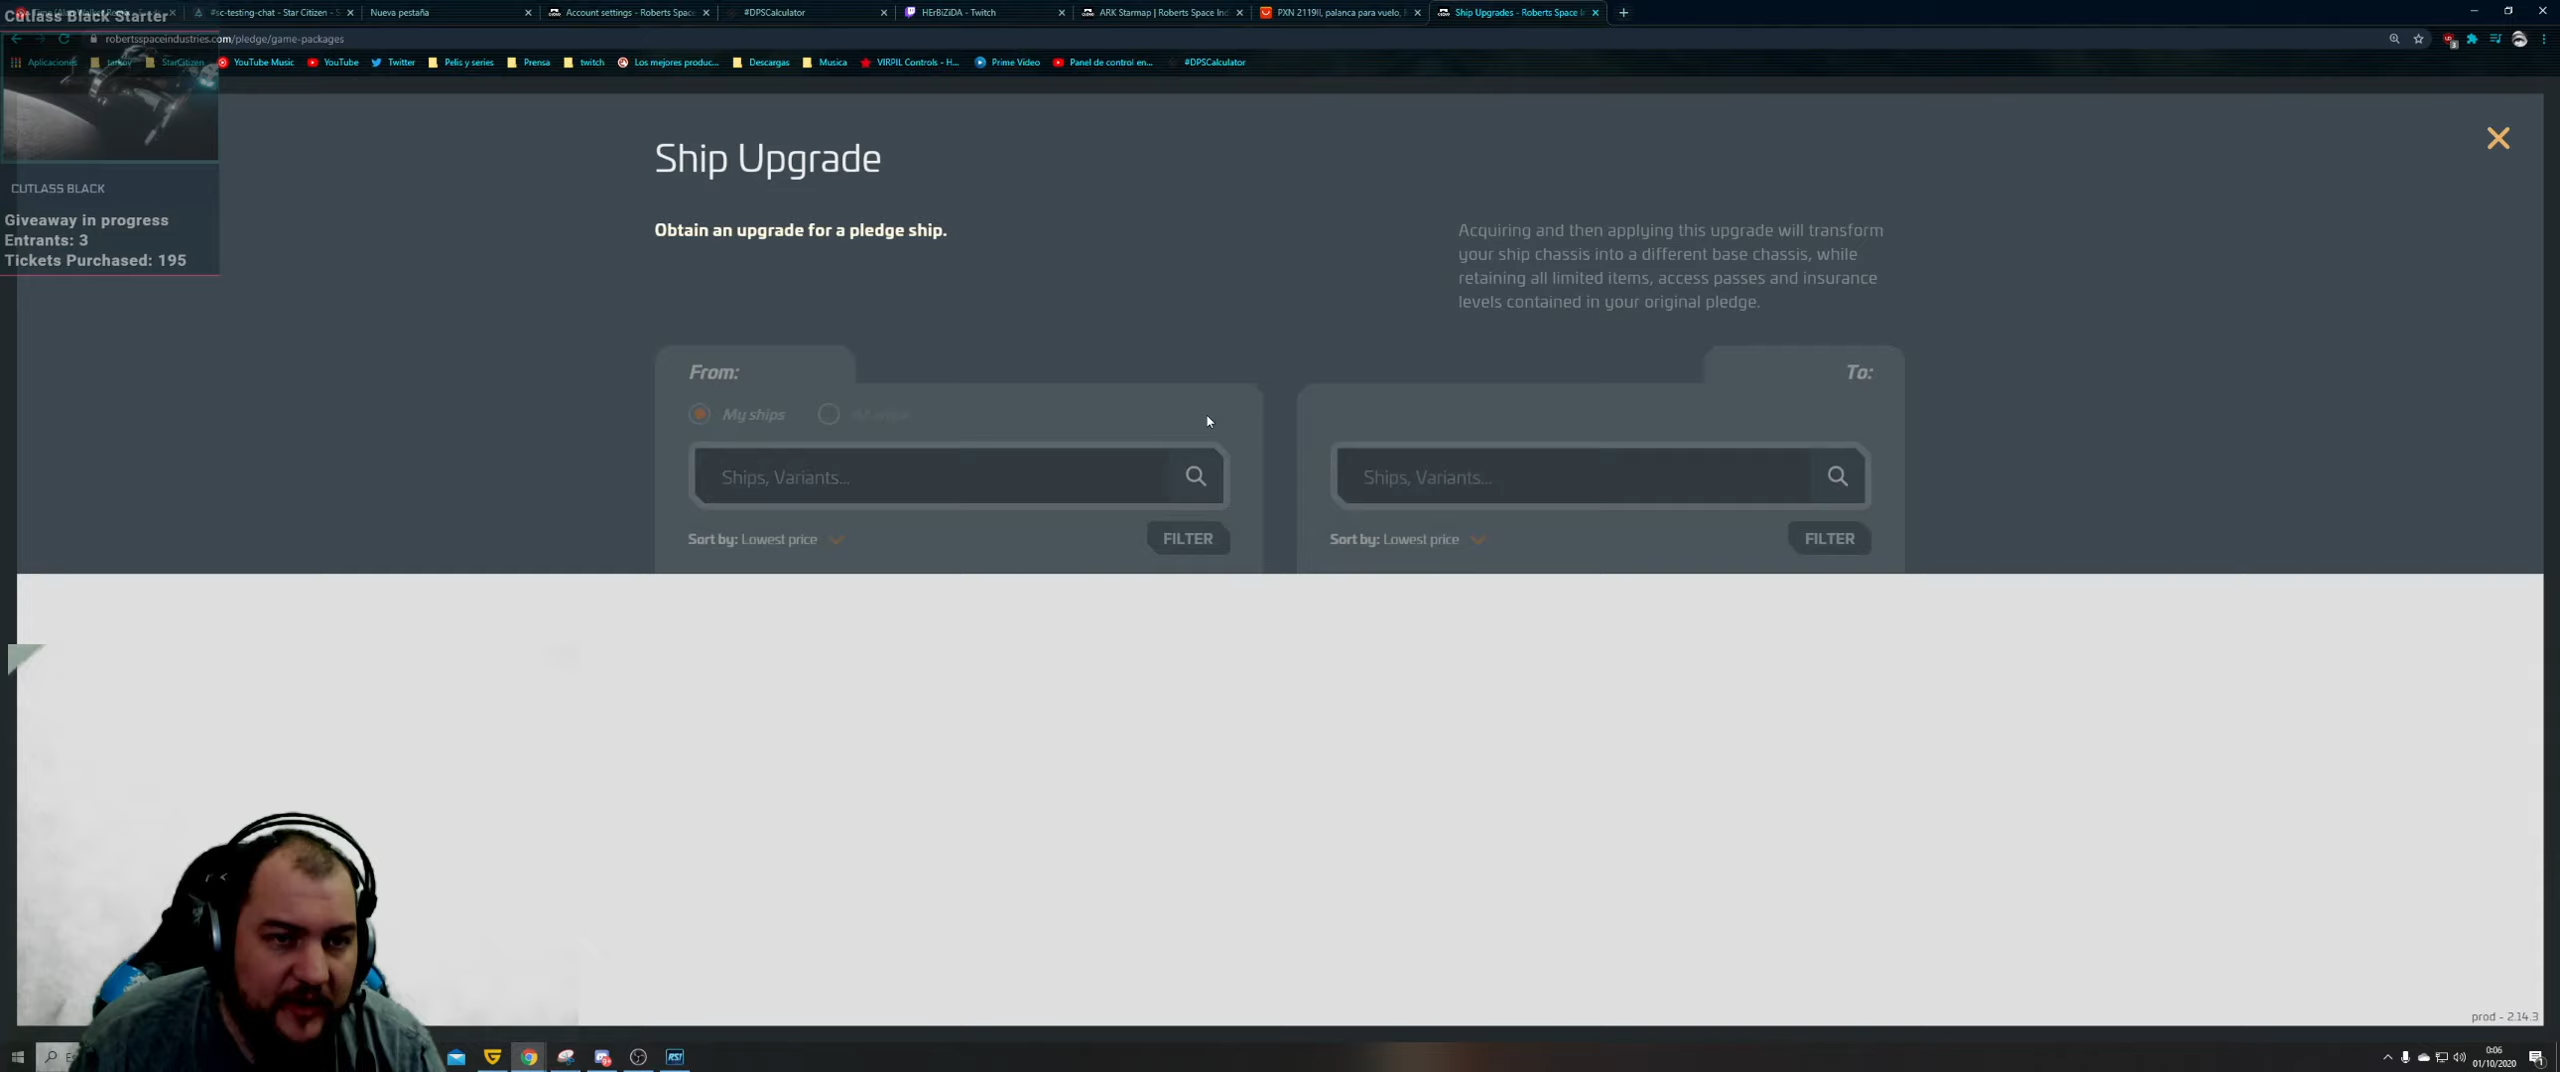 Cutlass Black Starter
#sc-testing-chat - Star Citizen - S
Nueva pestaña
Account settings - Roberts Space
#DPSCalculator
HErBiZiDA - Twitch
ARK Starmap | Roberts Space Ind
PXN 2119II, palanca para vuelo,
Ship Upgrades - Roberts Space I
robertsspaceindustries.com/pledge/game-packages
Aplicaciones
tarkov
StarCitizen
YouTube Music
YouTube
Twitter
Pelis y series
Prensa
twitch
Los mejores produc...
Descargas
Musica
VIRPIL Controls – H...
Prime Video
Panel de control en...
#DPSCalculator
CUTLASS BLACK
Giveaway in progress
Entrants: 3
Tickets Purchased: 195
Ship Upgrade
Obtain an upgrade for a pledge ship.
Acquiring and then applying this upgrade will transform
your ship chassis into a different base chassis, while
retaining all limited items, access passes and insurance
levels contained in your original pledge.
From:
My ships
Ships, Variants...
Sort by: Lowest price
FILTER
To:
Ships, Variants...
Sort by: Lowest price
FILTER
prod - 2.14.3
RSI
0:06
01/10/2020